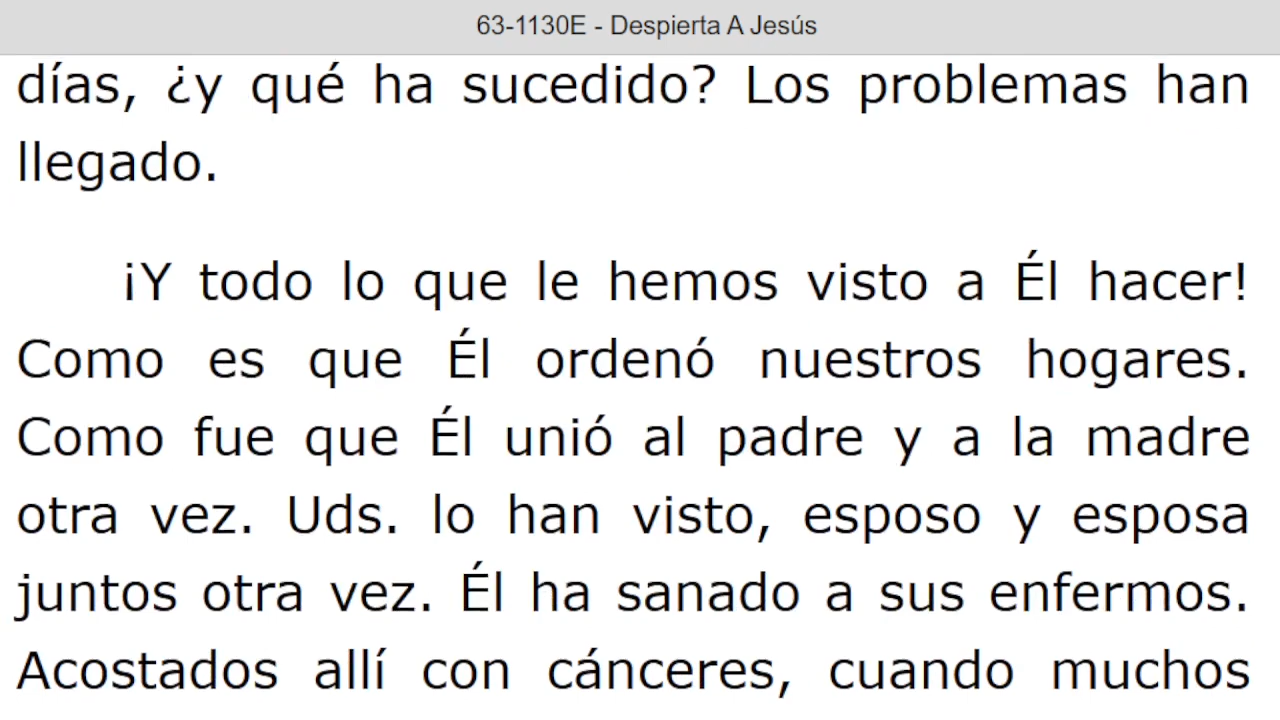 63-1130E - Despierta A Jesús
días, ¿y qué ha sucedido? Los problemas han
llegado.
¡Y todo lo que le hemos visto a Él hacer!
Como es que Él ordenó nuestros hogares.
Como fue que Él unió al padre y a la madre
otra vez. Uds. lo han visto, esposo y esposa
juntos otra vez. Él ha sanado a sus enfermos.
Acostados allí con cánceres, cuando muchos